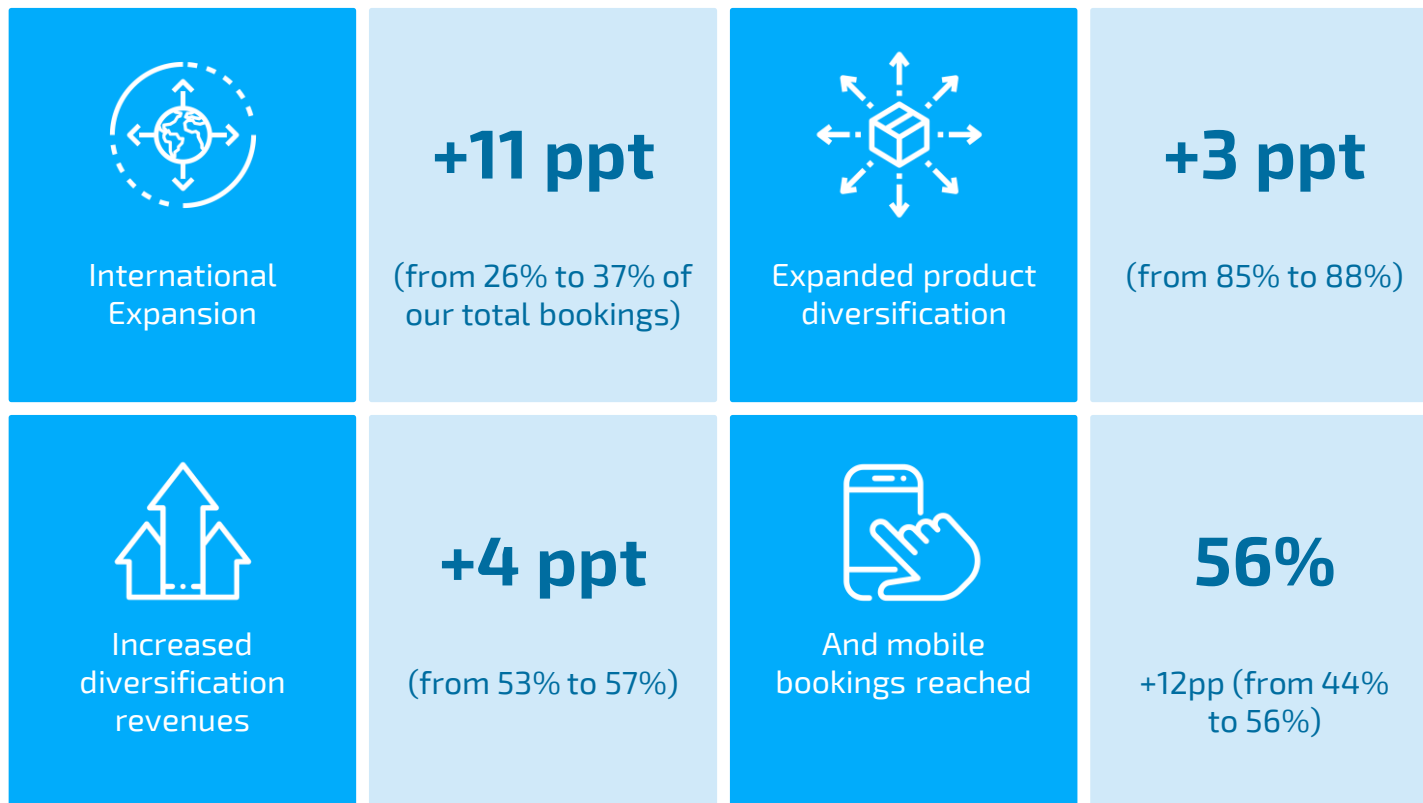 International
Expansion
+11 ppt
(from 26% to 37% of
our total bookings)
Expanded product
diversification
+3 ppt
(from 85% to 88%)
Increased
diversification
revenues
+4 ppt
(from 53% to 57%)
And mobile
bookings reached
56%
+12pp (from 44%
to 56%)